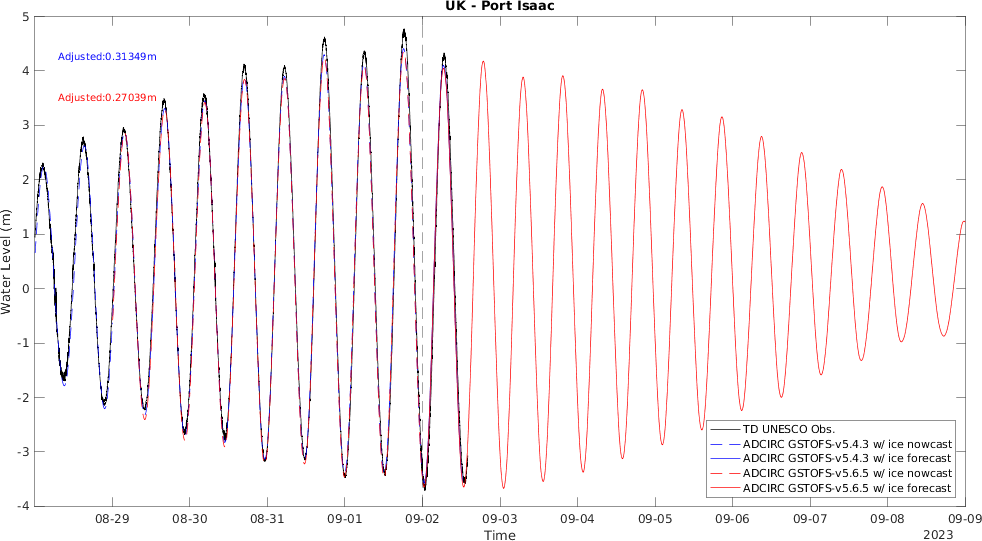 UK - Port Isaac
Adjusted:0.31349m
Adjusted:0.27039m
5
4
3
2
1
0
-1
-2
-3
-4
Water Level (m)
TD UNESCO Obs.
ADCIRC GSTOFS-v5.4.3 w/ ice nowcast
ADCIRC GSTOFS-v5.4.3 w/ ice forecast
ADCIRC GSTOFS-v5.6.5 w/ ice nowcast
ADCIRC GSTOFS-v5.6.5 w/ ice forecast
08-29 08-30 08-31 09-01 09-02 09-03 09-04 09-05 09-06 09-07 09-08 09-09
Time
2023